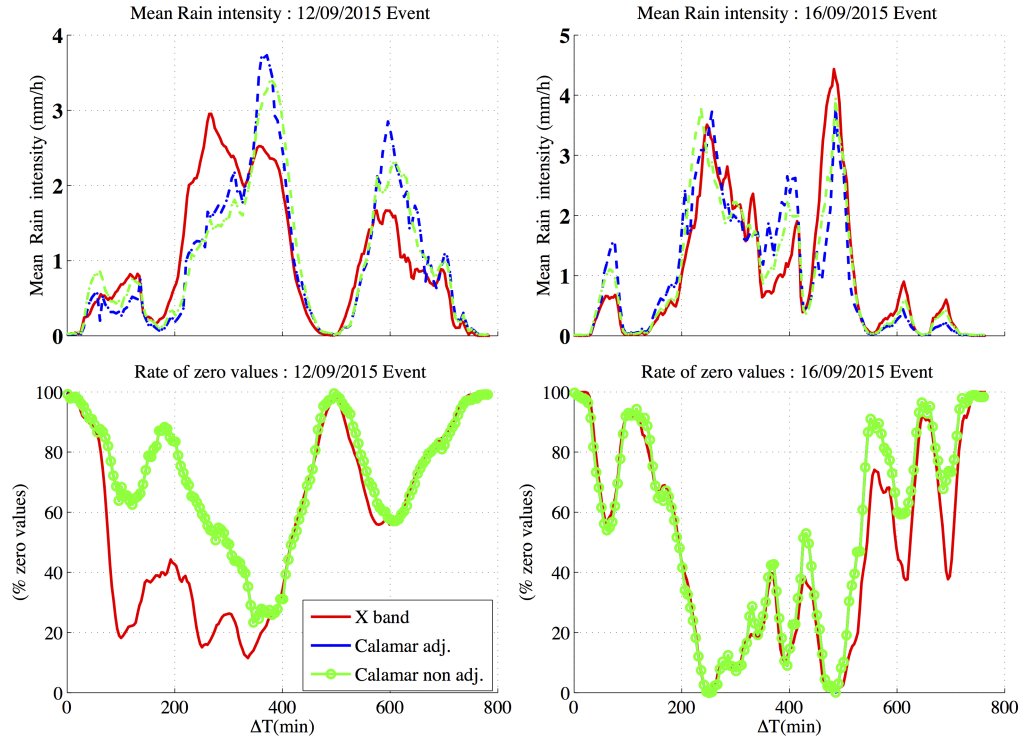 Mean Rain intensity : 12/09/2015 Event
Mean Rain intensity (mm/h)
4
3
2
1
0
Mean Rain intensity : 16/09/2015 Event
Mean Rain intensity (mm/h)
5
4
3
2
1
0
Rate of zero values : 12/09/2015 Event
(% zero values)
100
80
60
40
20
0
0
200
400
600
800
ΔT(min)
X band
Calamar adj.
Calamar non adj.
Rate of zero values : 16/09/2015 Event
(% zero values)
100
80
60
40
20
0
0
200
400
600
800
ΔT(min)